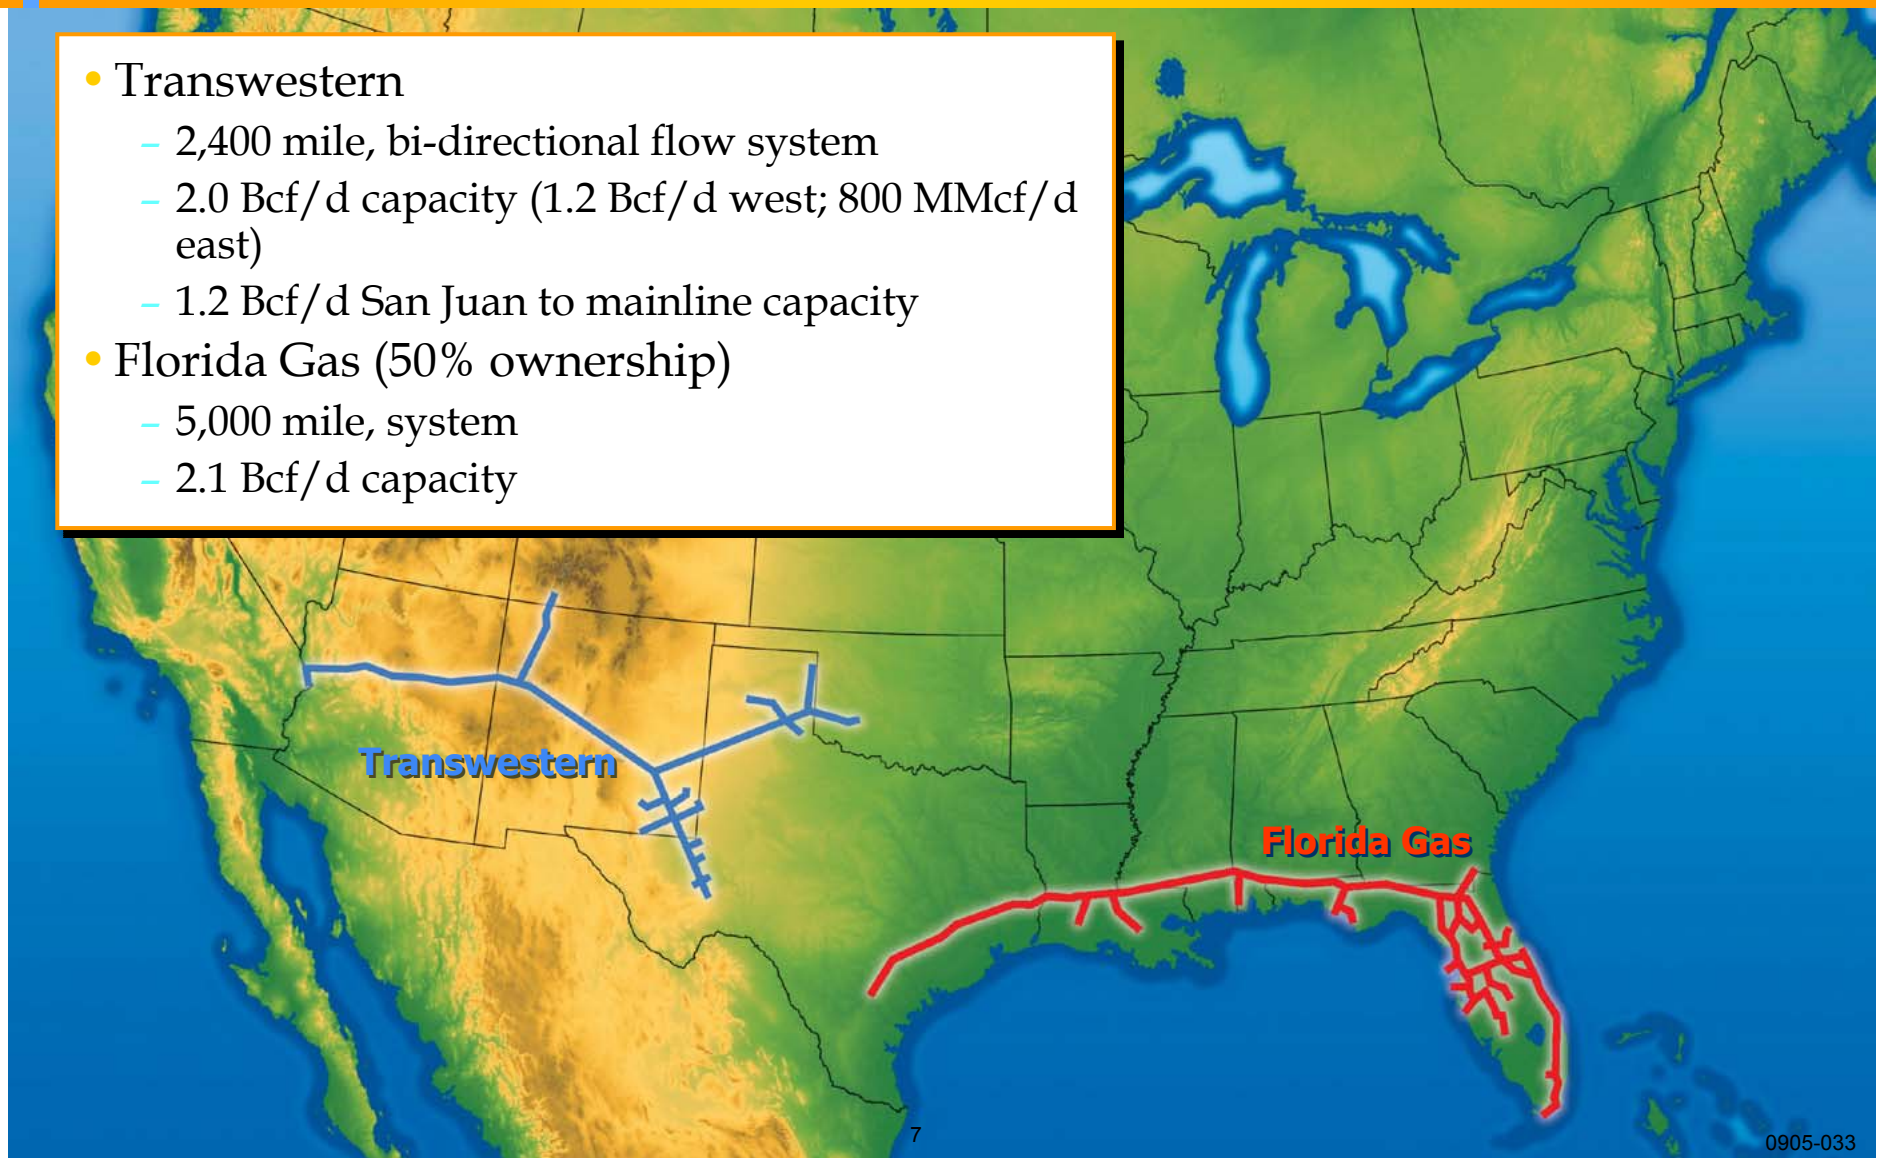 • Transwestern
– 2,400 mile, bi-directional flow system
– 2.0 Bcf/d capacity (1.2 Bcf/d west; 800 MMcf/d
east)
– 1.2 Bcf/d San Juan to mainline capacity
• Florida Gas (50% ownership)
– 5,000 mile, system
– 2.1 Bcf/d capacity
Transwestern
Florida Gas
7
0905-033